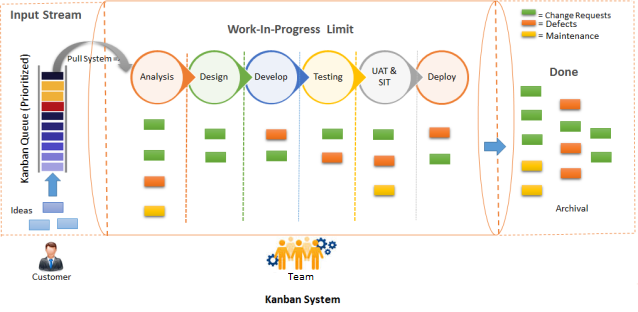 Input Stream
Work-In-Progress Limit
= Change Requests
= Defects
= Maintenance
Pull System =
Kanban Queue (Prioritized)
Analysis
Design
Develop
Testing
UAT &
SIT
Deploy
Done
Ideas
Archival
Customer
Team
Kanban System